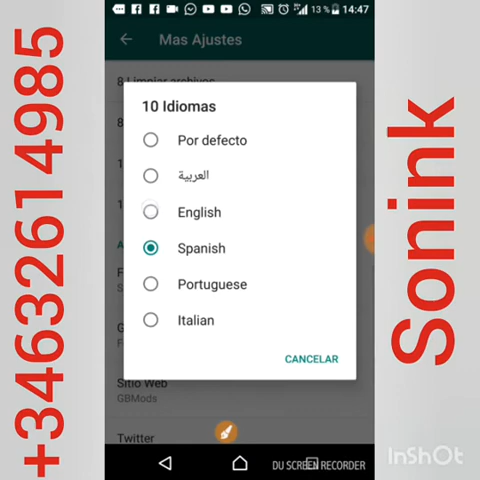 +34632614985
13 % 14:47
Mas Ajustes
8 Limpiar archivos
10 Idiomas
Por defecto
العربية
English
Spanish
Portuguese
Italian
CANCELAR
Sitio Web
GBMods
Twitter
DU SCREEN RECORDER
Sonink
InShOt